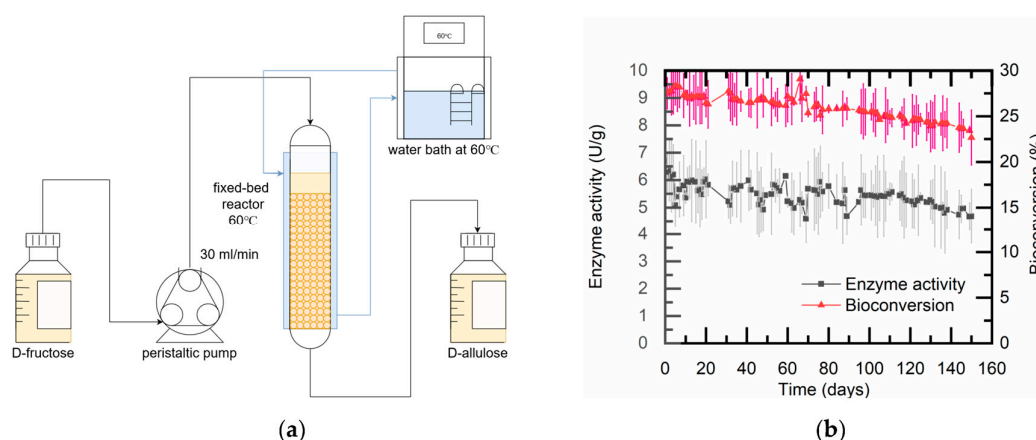 60℃
water bath at 60℃
fixed-bed
reactor
60℃
30 ml/min
D-fructose
peristaltic pump
D-allulose
(a)
Enzyme activity (U/g)
10
9
8
7
6
5
4
3
2
1
0
0 20 40 60 80 100 120 140 160
Time (days)
Enzyme activity
Bioconversion
30
25
20
15
10
5
0
Bioconversion (%)
(b)